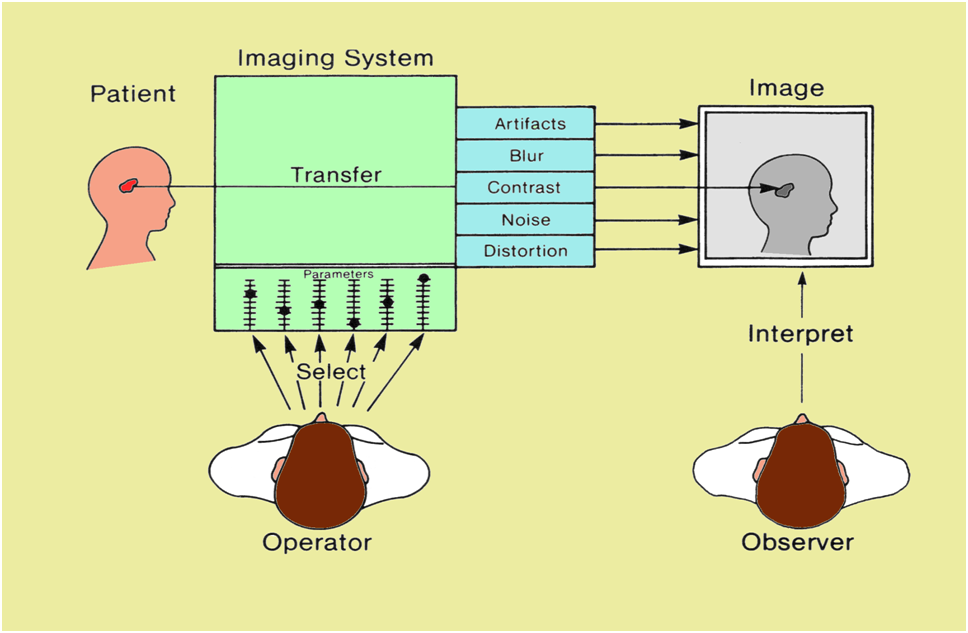 Imaging System
Patient
Image
Transfer
Artifacts
Blur
Contrast
Noise
Distortion
Parameters
Select
Interpret
Operator
Observer